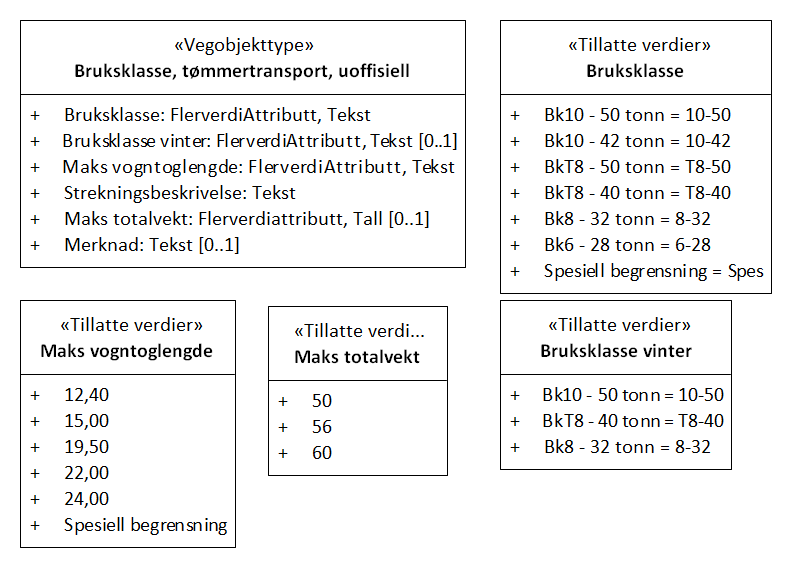 «Vegobjekttype»
Bruksklasse, tømmertransport, uoffisiell
+ Bruksklasse: FlerverdiAttributt, Tekst
+ Bruksklasse vinter: FlerverdiAttributt, Tekst [0..1]
+ Maks vogntoglengde: FlerverdiAttributt, Tekst
+ Strekningsbeskrivelse: Tekst
+ Maks totalvekt: Flerverdiattributt, Tall [0..1]
+ Merknad: Tekst [0..1]
«Tillatte verdier»
Bruksklasse
+ Bk10 - 50 tonn = 10-50
+ Bk10 - 42 tonn = 10-42
+ BkT8 - 50 tonn = T8-50
+ BkT8 - 40 tonn = T8-40
+ Bk8 - 32 tonn = 8-32
+ Bk6 - 28 tonn = 6-28
+ Spesiell begrensning = Spes
«Tillatte verdier»
Maks vogntoglengde
+ 12,40
+ 15,00
+ 19,50
+ 22,00
+ 24,00
+ Spesiell begrensning
«Tillatte verdi...
Maks totalvekt
+ 50
+ 56
+ 60
«Tillatte verdier»
Bruksklasse vinter
+ Bk10 - 50 tonn = 10-50
+ BkT8 - 40 tonn = T8-40
+ Bk8 - 32 tonn = 8-32